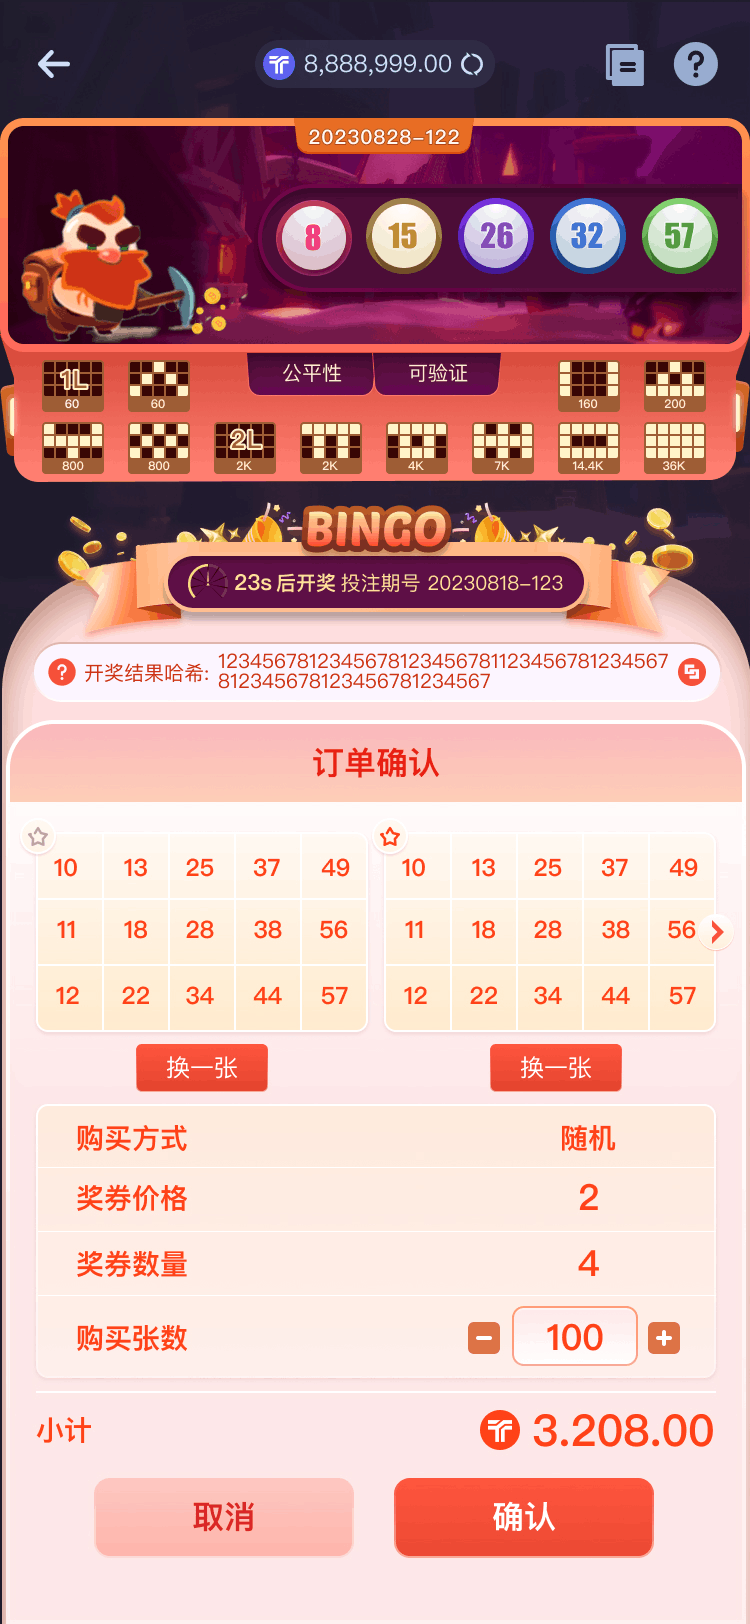 8,888,999.00
20230828-122
8 15 26 32 57
公平性 可验证
1L
60 60 160 200
2L
800 800 2K 2K 4K 7K 14.4K 36K
BINGO
23s 后开奖 投注期号 20230818-123
开奖结果哈希: 123456781234567812345678112345678​1234567
8123456781234567812​34567
订单确认
10 13 25 37 49 10 13 25 37 49
11 18 28 38 56 11 18 28 38 56
12 22 34 44 57 12 22 34 44 57
换一张 换一张
购买方式 随机
奖券价格 2
奖券数量 4
购买张数 100
小计 3.208.00
取消 确认